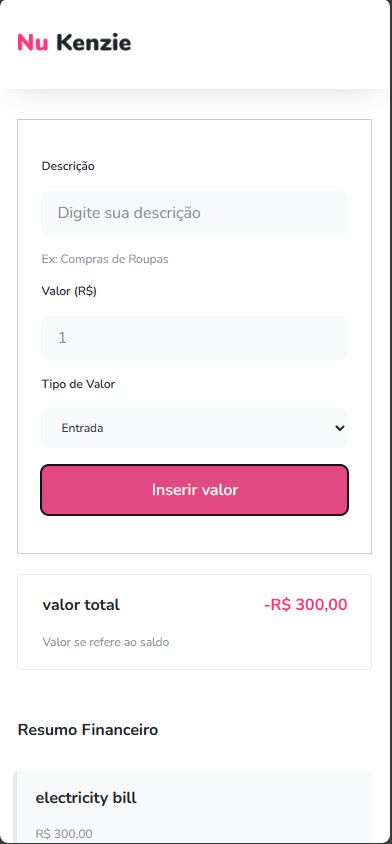 Nu Kenzie
Descrição
Digite sua descrição
Ex: Compras de Roupas
Valor (R$)
1
Tipo de Valor
Entrada
Inserir valor
valor total -R$ 300,00
Valor se refere ao saldo
Resumo Financeiro
electricity bill
R$ 300,00